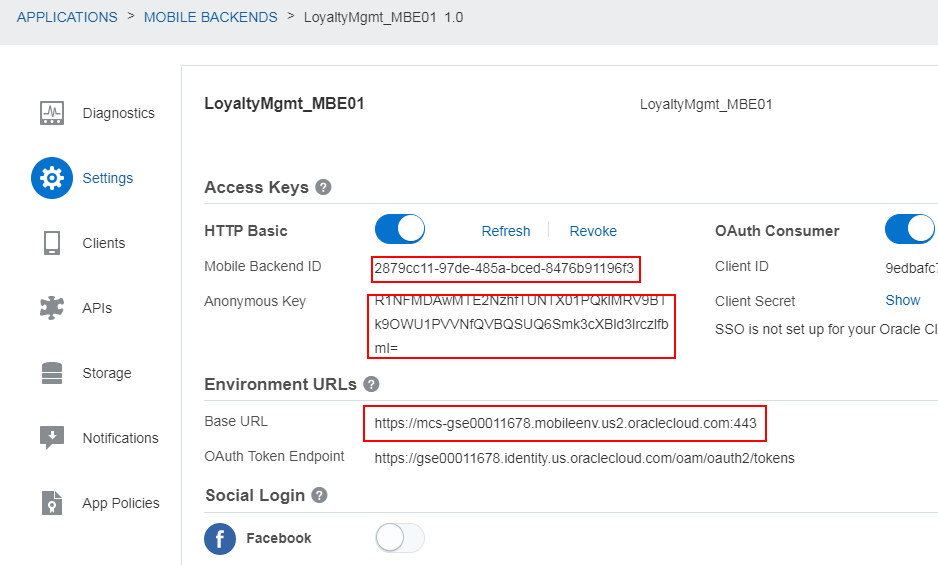 APPLICATIONS > MOBILE BACKENDS > LoyaltyMgmt_MBE01 1.0
Diagnostics
Settings
Clients
APIs
Storage
Notifications
App Policies
LoyaltyMgmt_MBE01 LoyaltyMgmt_MBE01
Access Keys ?
HTTP Basic Refresh Revoke OAuth Consumer
Mobile Backend ID 2879cc11-97de-485a-bced-8476b91196f3 Client ID 9edbafc7
Anonymous Key Client Secret Show
SSO is not set up for your Oracle Cl
mI=
Environment URLs ?
Base URL https://mcs-gse00011678.mobileenv.us2.oraclecloud.com:443
OAuth Token Endpoint https://gse00011678.identity.us.oraclecloud.com/oam/oauth2/tokens
Social Login ?
f Facebook